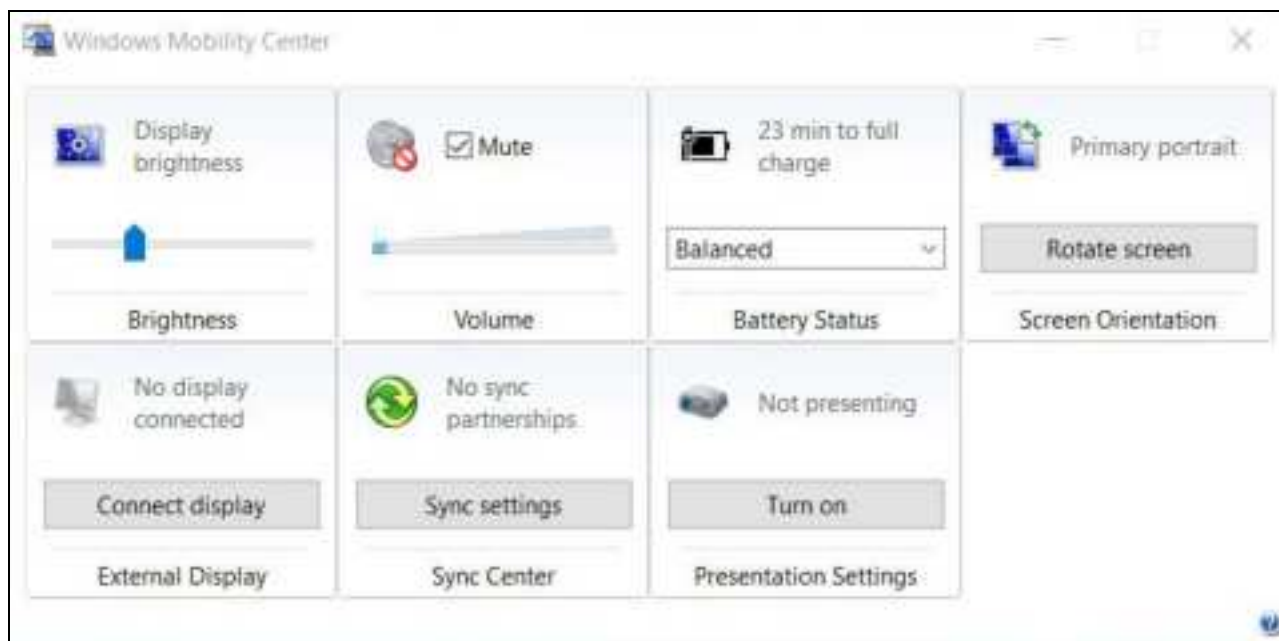 Windows Mobility Center
Display
brightness
Brightness
Mute
Volume
23 min to full
charge
Balanced
Battery Status
Primary portrait
Rotate screen
Screen Orientation
No display
connected
Connect display
External Display
No sync
partnerships
Sync settings
Sync Center
Not presenting
Turn on
Presentation Settings